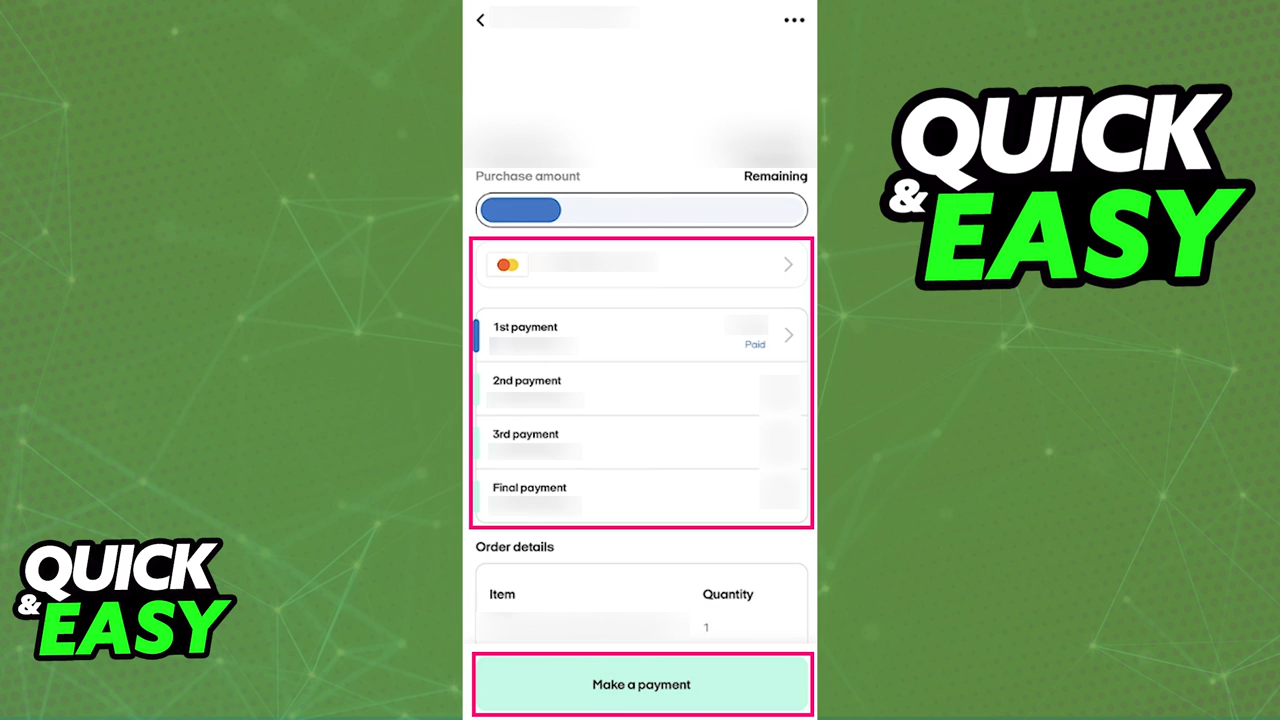 Purchase amount
Remaining
1st payment
Paid
2nd payment
3rd payment
Final payment
Order details
Item
Quantity
1
Make a payment
QUICK
& EASY
QUICK
& EASY